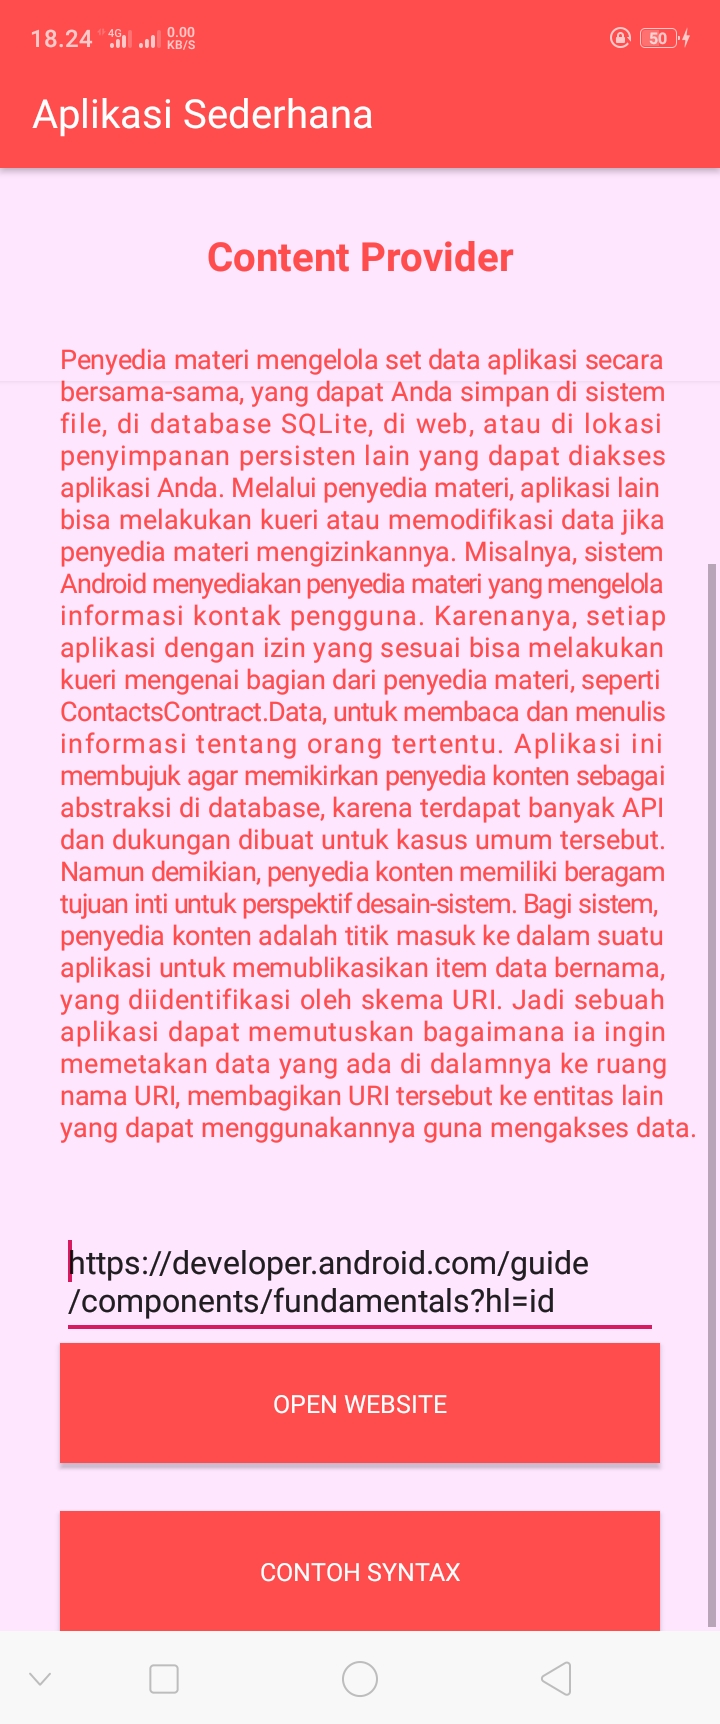 18.24 4G 0.00 KB/S 50
Aplikasi Sederhana
Content Provider
Penyedia materi mengelola set data aplikasi secara
bersama-sama, yang dapat Anda simpan di sistem
file, di database SQLite, di web, atau di lokasi
penyimpanan persisten lain yang dapat diakses
aplikasi Anda. Melalui penyedia materi, aplikasi lain
bisa melakukan kueri atau memodifikasi data jika
penyedia materi mengizinkannya. Misalnya, sistem
Android menyediakan penyedia materi yang mengelola
informasi kontak pengguna. Karenanya, setiap
aplikasi dengan izin yang sesuai bisa melakukan
kueri mengenai bagian dari penyedia materi, seperti
ContactsContract.Data, untuk membaca dan menulis
informasi tentang orang tertentu. Aplikasi ini
membujuk agar memikirkan penyedia konten sebagai
abstraksi di database, karena terdapat banyak API
dan dukungan dibuat untuk kasus umum tersebut.
Namun demikian, penyedia konten memiliki beragam
tujuan inti untuk perspektif desain-sistem. Bagi sistem,
penyedia konten adalah titik masuk ke dalam suatu
aplikasi untuk memublikasikan item data bernama,
yang diidentifikasi oleh skema URI. Jadi sebuah
aplikasi dapat memutuskan bagaimana ia ingin
memetakan data yang ada di dalamnya ke ruang
nama URI, membagikan URI tersebut ke entitas lain
yang dapat menggunakannya guna mengakses data.
https://developer.android.com/guide
/components/fundamentals?hl=id
OPEN WEBSITE
CONTOH SYNTAX